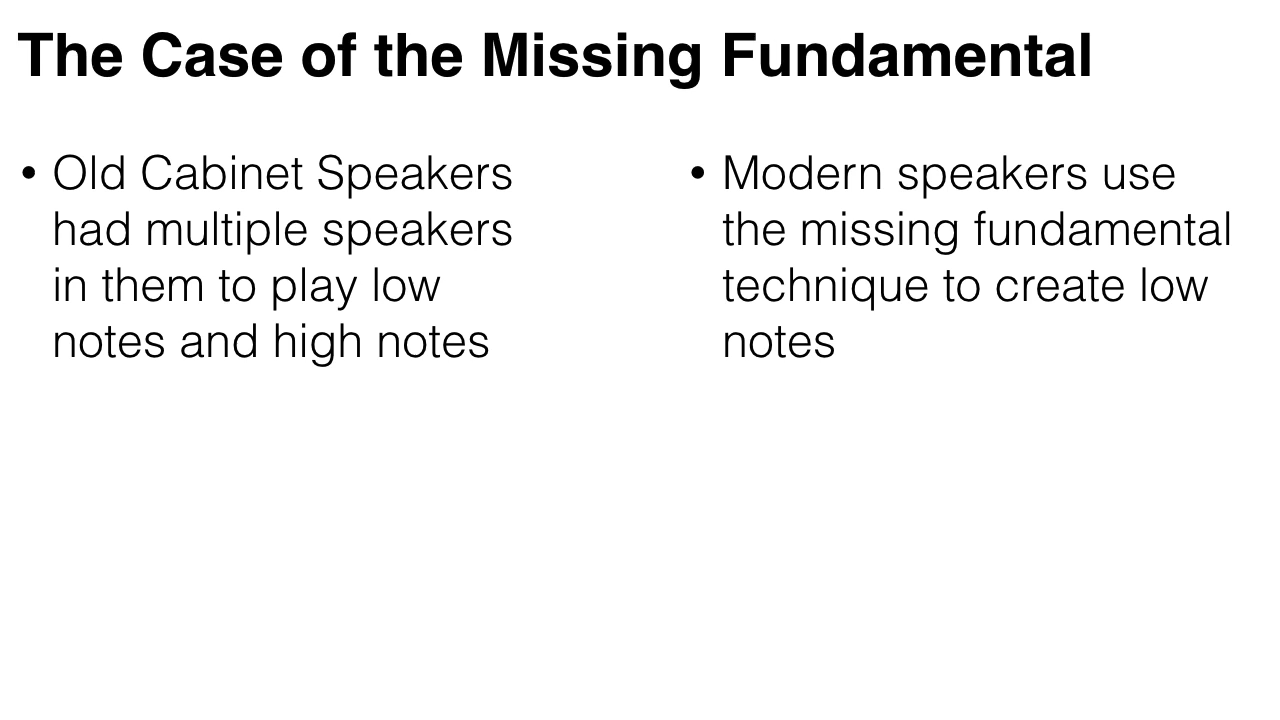 The Case of the Missing Fundamental
• Old Cabinet Speakers
had multiple speakers
in them to play low
notes and high notes
• Modern speakers use
the missing fundamental
technique to create low
notes